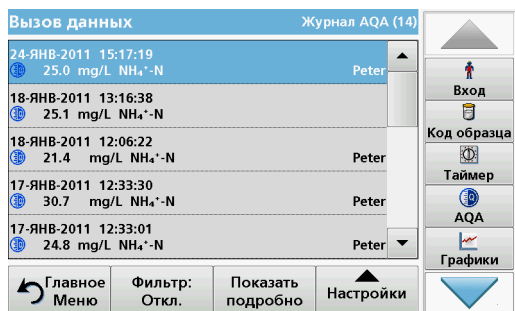 Вызов данных Журнал AQA (14)
24-ЯНВ-2011 15:17:19
25.0 mg/L NH₄⁺-N Peter
18-ЯНВ-2011 13:16:38
25.1 mg/L NH₄⁺-N
18-ЯНВ-2011 12:06:22
21.4 mg/L NH₄⁺-N Peter
17-ЯНВ-2011 12:33:30
30.7 mg/L NH₄⁺-N Peter
17-ЯНВ-2011 12:33:01
24.8 mg/L NH₄⁺-N Peter
Главное
Меню
Фильтр:
Откл.
Показать
подробно
Настройки
Вход
Код образца
Таймер
AQA
Графики